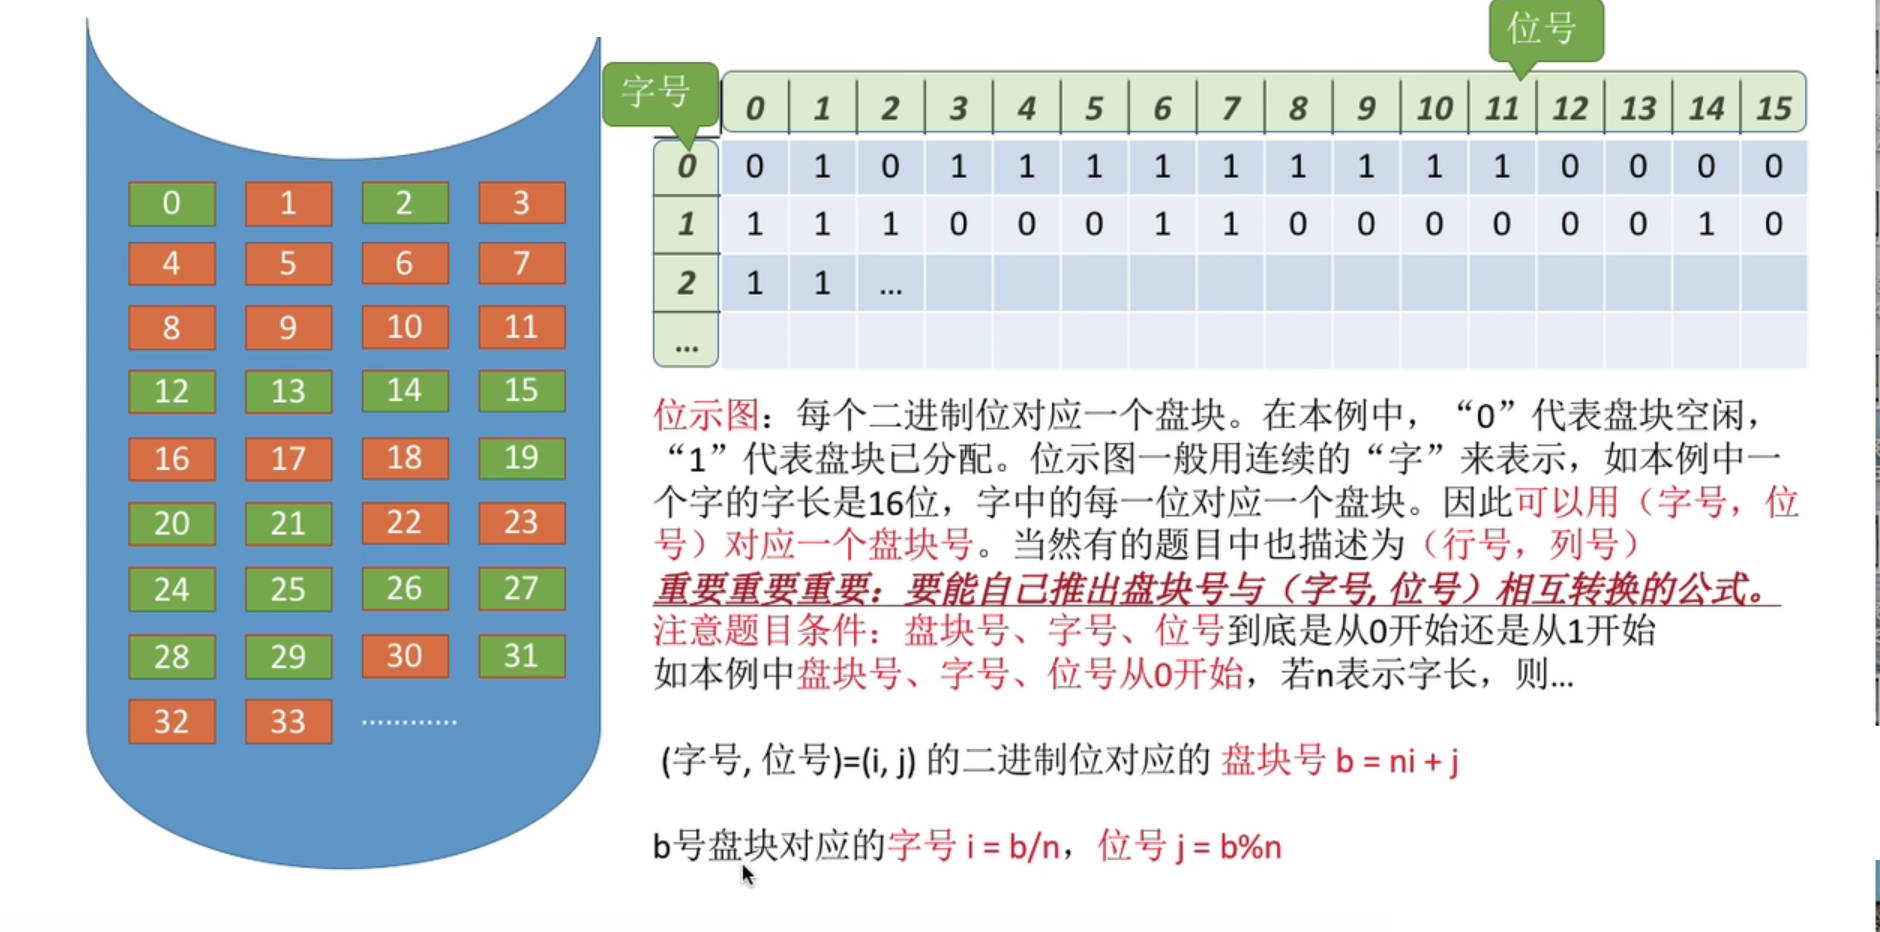 位号
字号
0 1 2 3 4 5 6 7 8 9 10 11 12 13 14 15
0 0 1 0 1 1 1 1 1 1 1 1 1 0 0 0 0
1 1 1 1 0 0 0 1 1 0 0 0 0 0 0 1 0
2 1 1 ...
...
0 1 2 3
4 5 6 7
8 9 10 11
12 13 14 15
16 17 18 19
20 21 22 23
24 25 26 27
28 29 30 31
32 33 …………
位示图：每个二进制位对应一个盘块。在本例中，“0”代表盘块空闲，
“1”代表盘块已分配。位示图一般用连续的“字”来表示，如本例中一
个字的字长是16位，字中的每一位对应一个盘块。因此可以用（字号，位
号）对应一个盘块号。当然有的题目中也描述为（行号，列号）
重要重要重要：要能自己推出盘块号与（字号, 位号）相互转换的公式。
注意题目条件：盘块号、字号、位号到底是从0开始还是从1开始
如本例中盘块号、字号、位号从0开始，若n表示字长，则...
(字号, 位号)=(i, j) 的二进制位对应的 盘块号 b = ni + j
b号盘块对应的字号 i = b/n，位号 j = b%n